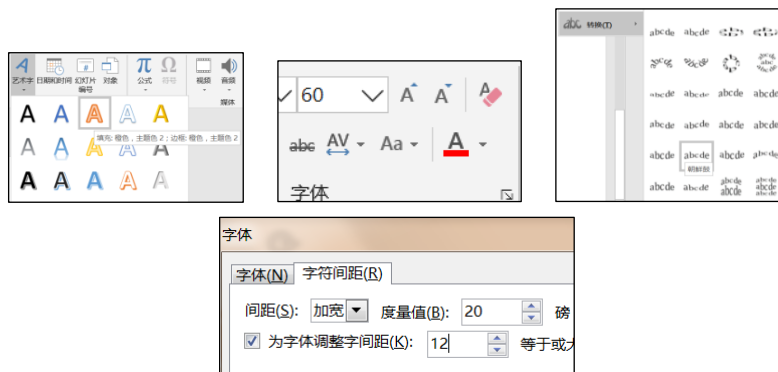 艺术字 日期和时间 幻灯片编号 对象 公式 符号 视频 音频
媒体
A A A A A
填充: 橙色，主题色 2；边框: 橙色，主题色 2
A A A A A
A A A A A
60 A A
abc AV Aa A
字体
abc 转换(T)
abcde abcde
abcde abcde abcde abcde
abcde abcde abcde abcde
abcde abcde abcde abcde
abcde abcde abcde abcde
字体
字体(N) 字符间距(R)
间距(S): 加宽 度量值(B): 20 磅
为字体调整字间距(K): 12 等于或大